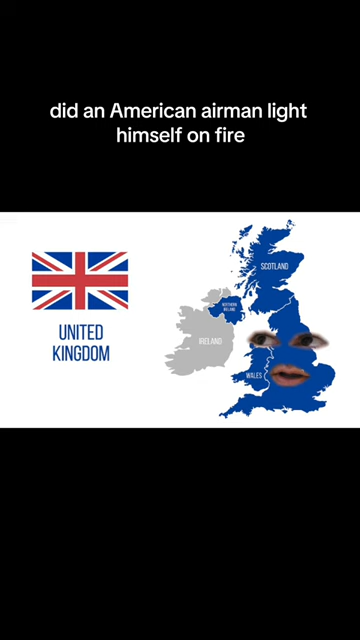 did an American airman light
himself on fire
SCOTLAND
NORTHERN
IRELAND
UNITED
KINGDOM
IRELAND
WALES